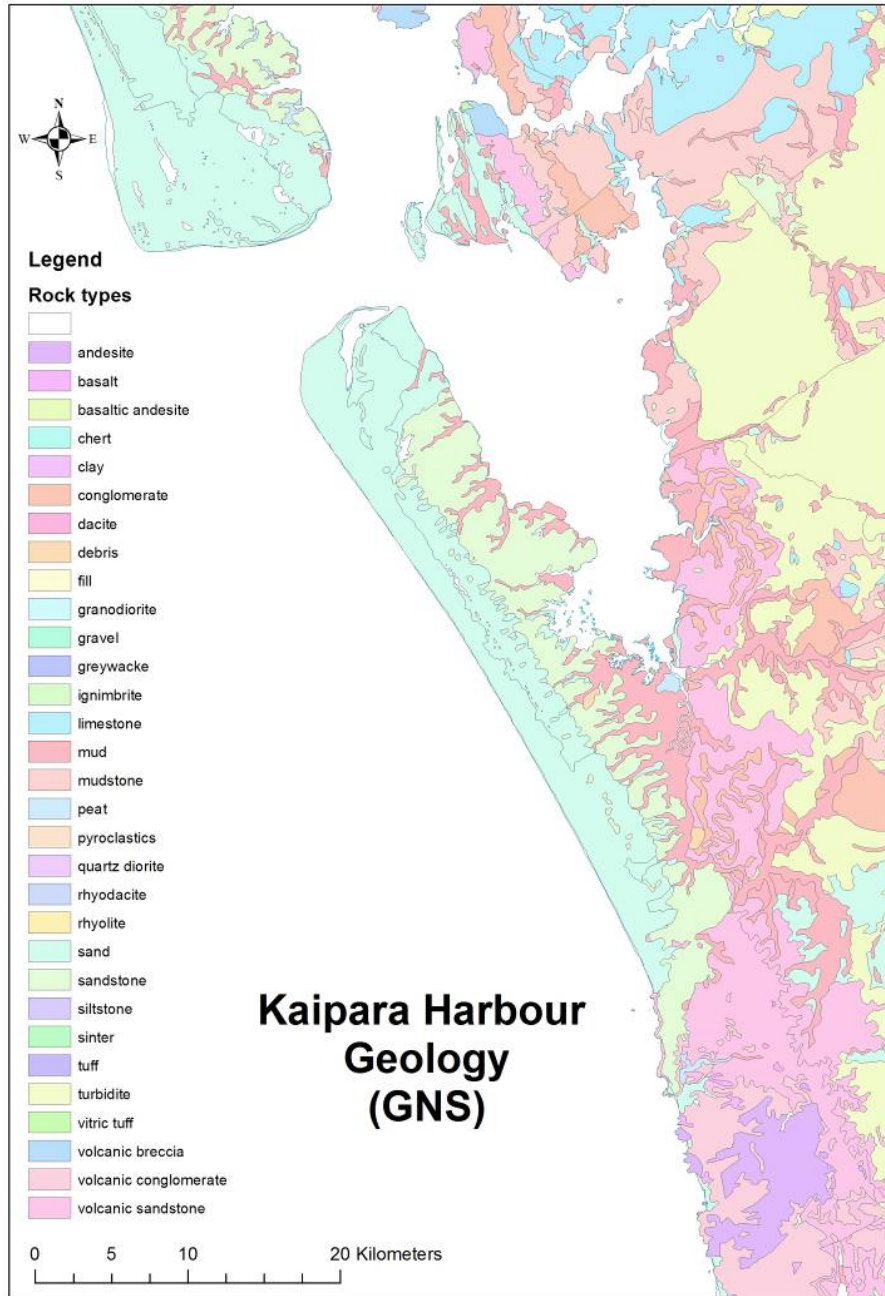 N
W E
S
Legend
Rock types
andesite
basalt
basaltic andesite
chert
clay
conglomerate
dacite
debris
fill
granodiorite
gravel
greywacke
ignimbrite
limestone
mud
mudstone
peat
pyroclastics
quartz diorite
rhyodacite
rhyolite
sand
sandstone
siltstone
sinter
tuff
turbidite
vitric tuff
volcanic breccia
volcanic conglomerate
volcanic sandstone
Kaipara Harbour
Geology
(GNS)
0 5 10 20 Kilometers